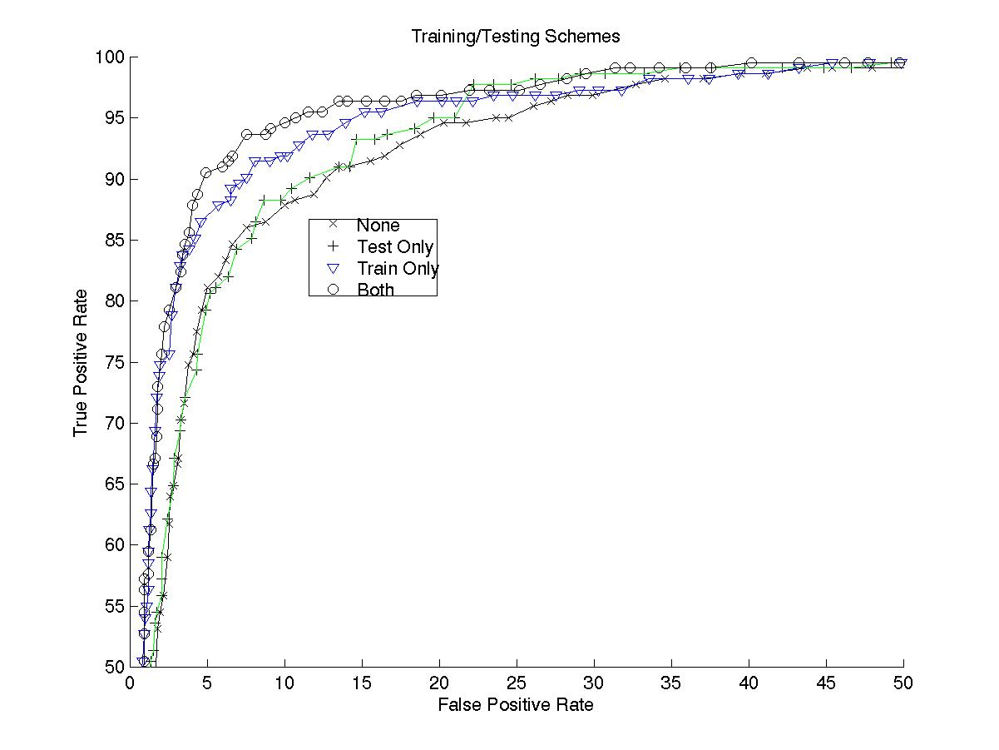 Training/Testing Schemes
100
95
90
85
80
75
70
65
60
55
50
True Positive Rate
None
Test Only
Train Only
Both
0 5 10 15 20 25 30 35 40 45 50
False Positive Rate